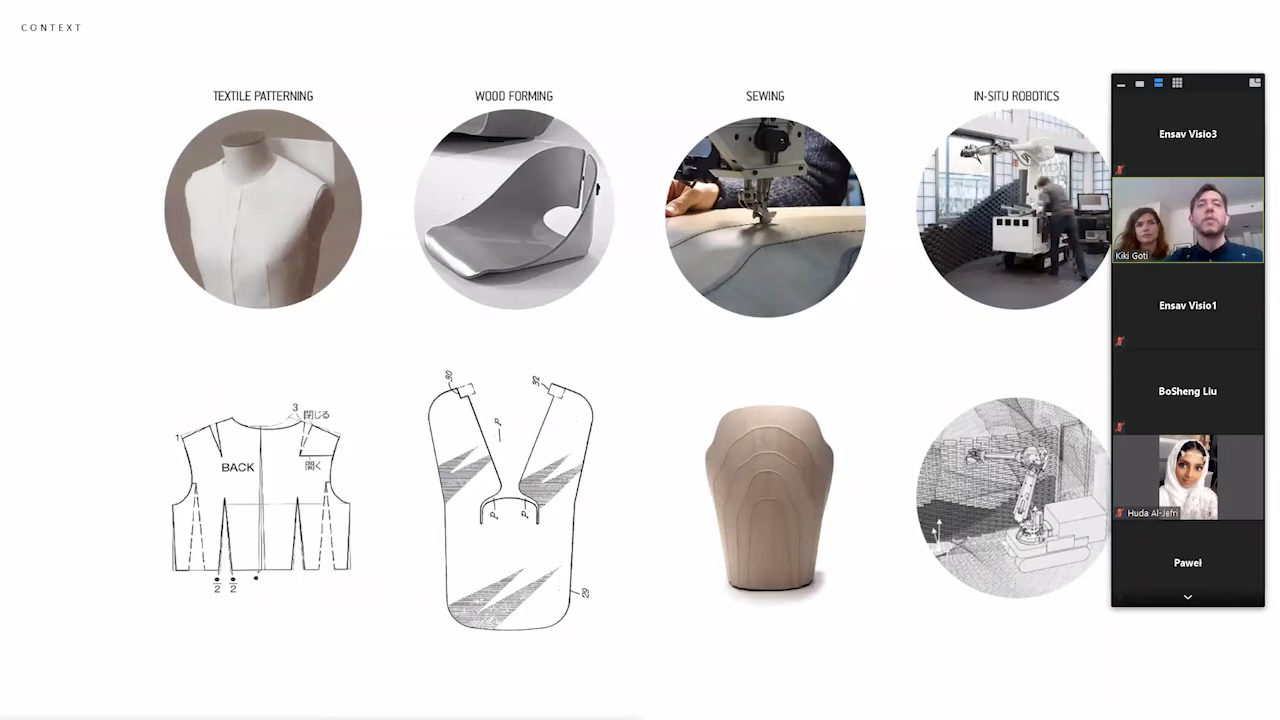 CONTEXT
TEXTILE PATTERNING
WOOD FORMING
SEWING
IN-SITU ROBOTICS
Ensav Visio3
Kiki Goti
Ensav Visio1
BoSheng Liu
Huda Al-Jefri
Paweł
1
3
閉じる
BACK
開く
2
2
30
32
P
P
P
29